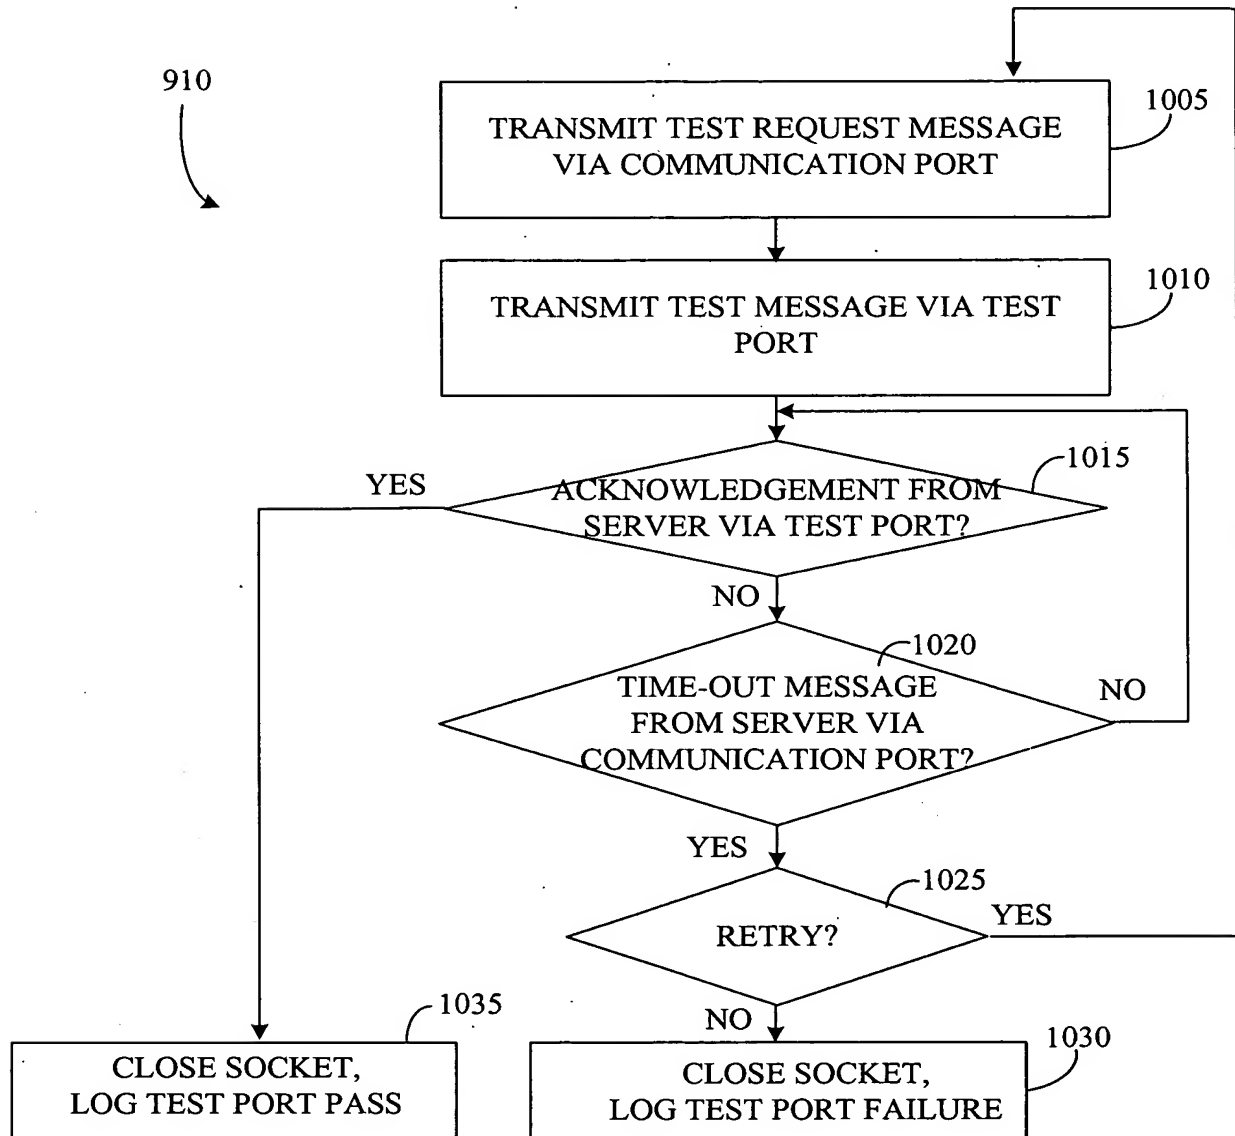 910
1005
TRANSMIT TEST REQUEST MESSAGE
VIA COMMUNICATION PORT
1010
TRANSMIT TEST MESSAGE VIA TEST
PORT
1015
YES
ACKNOWLEDGEMENT FROM
SERVER VIA TEST PORT?
NO
1020
TIME-OUT MESSAGE
FROM SERVER VIA
COMMUNICATION PORT?
NO
YES
1025
RETRY?
YES
NO
1035
CLOSE SOCKET,
LOG TEST PORT PASS
1030
CLOSE SOCKET,
LOG TEST PORT FAILURE